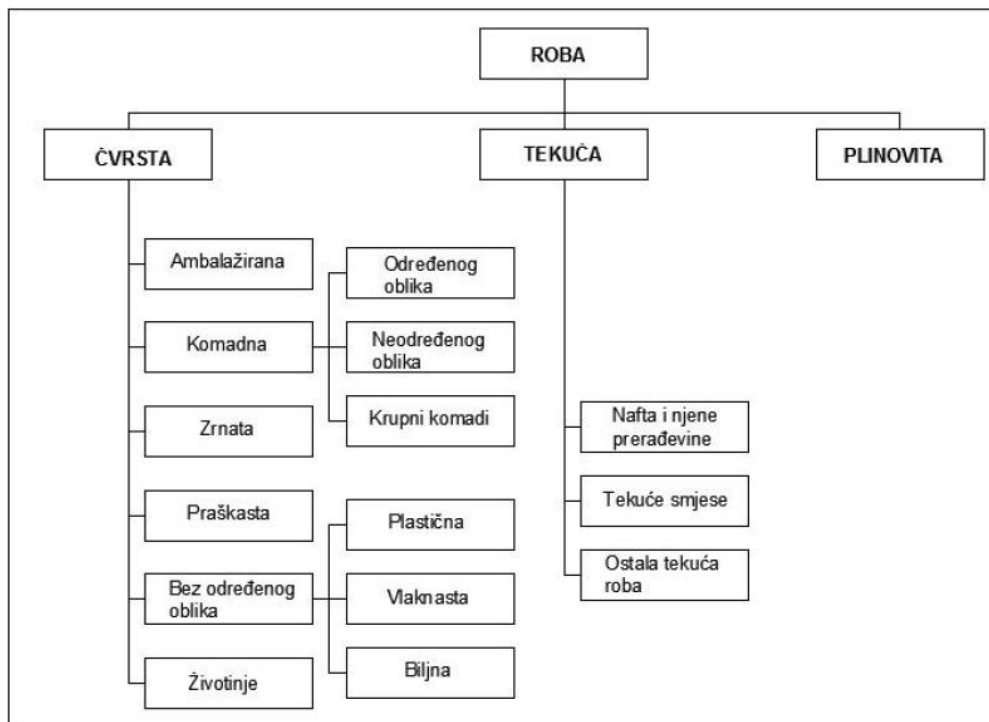 ROBA
ČVRSTA
TEKUĆA
PLINOVITA
Ambalažirana
Komadna
Zrnata
Praškasta
Bez određenog
oblika
Životinje
Određenog
oblika
Neodređenog
oblika
Krupni komadi
Plastična
Vlaknasta
Biljna
Nafta i njene
prerađevine
Tekuće smjese
Ostala tekuća
roba